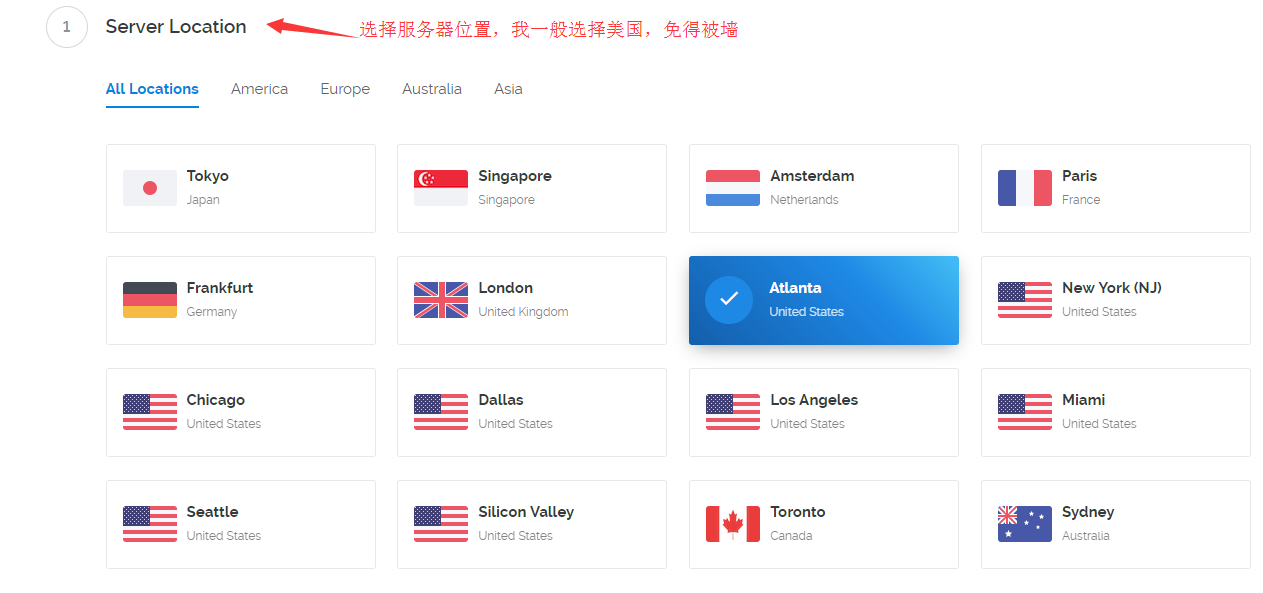 1 Server Location 选择服务器位置，我一般选择美国，免得被墙
All Locations America Europe Australia Asia
Tokyo
Japan
Singapore
Singapore
Amsterdam
Netherlands
Paris
France
Frankfurt
Germany
London
United Kingdom
Atlanta
United States
New York (NJ)
United States
Chicago
United States
Dallas
United States
Los Angeles
United States
Miami
United States
Seattle
United States
Silicon Valley
United States
Toronto
Canada
Sydney
Australia